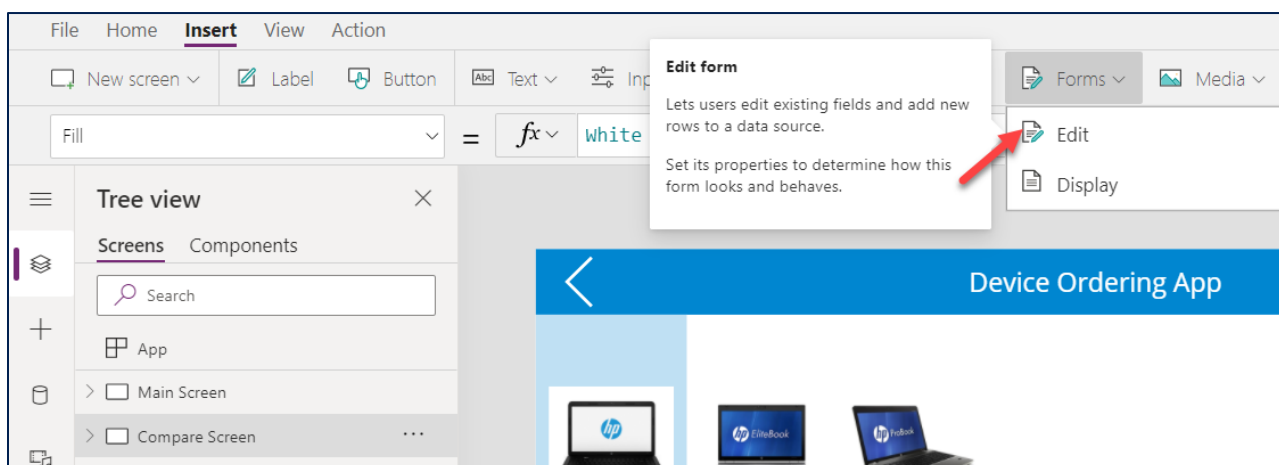 File Home Insert View Action
New screen Label Button Abc Text Inp Forms Media
Edit form
Lets users edit existing fields and add new
rows to a data source.
Set its properties to determine how this
form looks and behaves.
Edit
Display
Fill = fx White
Tree view
Screens Components
Search
App
Main Screen
Compare Screen ...
Device Ordering App
hp
hp EliteBook
hp ProBook